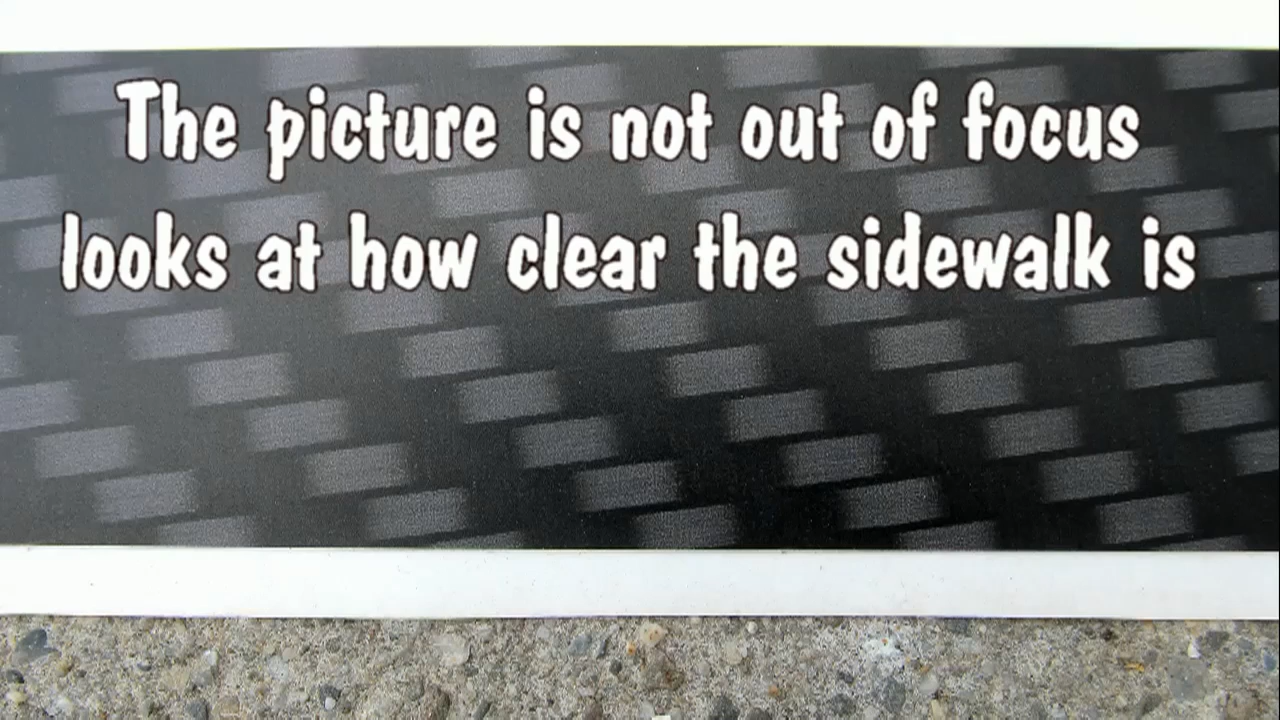 The picture is not out of focus
looks at how clear the sidewalk is